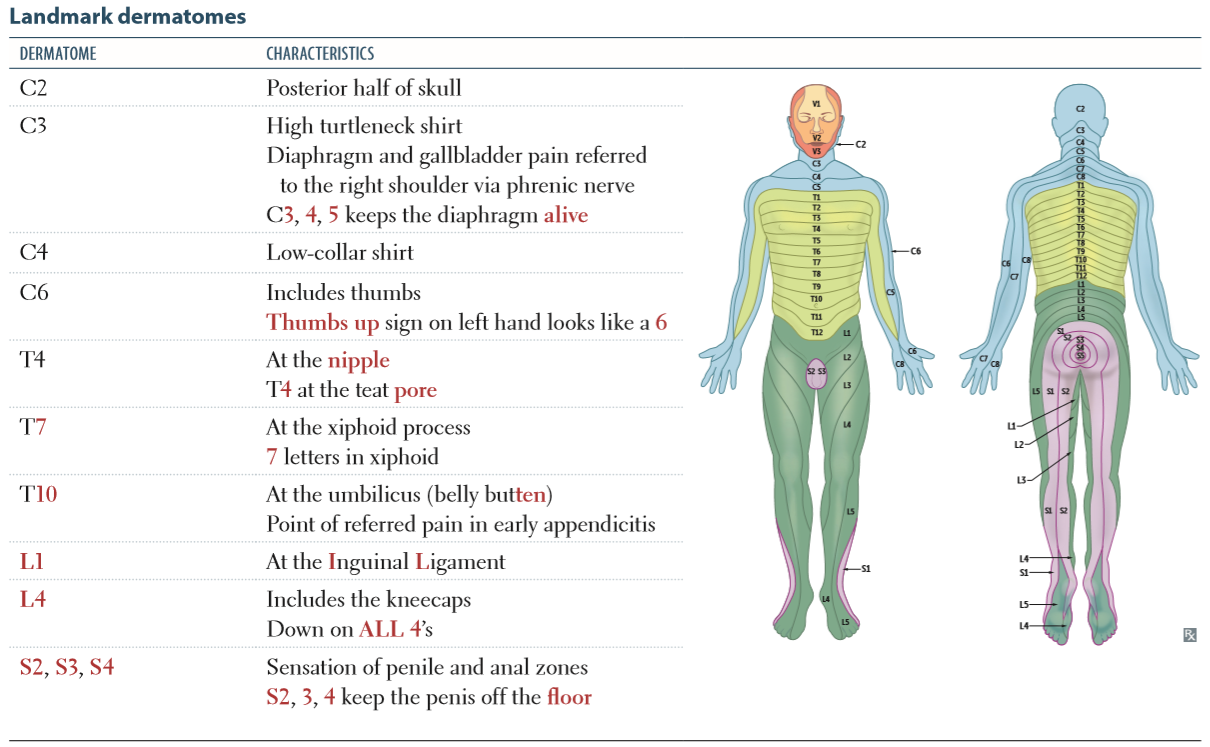 Landmark dermatomes
DERMATOME CHARACTERISTICS
C2 Posterior half of skull
C3 High turtleneck shirt
Diaphragm and gallbladder pain referred
to the right shoulder via phrenic nerve
C3, 4, 5 keeps the diaphragm alive
C4 Low-collar shirt
C6 Includes thumbs
Thumbs up sign on left hand looks like a 6
T4 At the nipple
T4 at the teat pore
T7 At the xiphoid process
7 letters in xiphoid
T10 At the umbilicus (belly butten)
Point of referred pain in early appendicitis
L1 At the Inguinal Ligament
L4 Includes the kneecaps
Down on ALL 4's
S2, S3, S4 Sensation of penile and anal zones
S2, 3, 4 keep the penis off the floor
V1
V2
V3
C2
C3
C4
C5
T1
T2
T3
T4
T5
T6
C6
T7
T8
T9
C5
T10
T11
T12
L1
C6
L2
C8
S2 S3
L3
L4
L5
S1
L4
L5
C2
C3
C4
C5
C6
C7
C8
T1
T2
T3
T4
T5
T6
T7
T8
T9
T10
T11
T12
C6
C8
C7
L1
L2
L3
L4
L5
S1
S2
S3
S4
S5
C7
C8
L5 S1 S2
L1
L2
L3
S1 S2
L4
S1
L5
L4
Rx